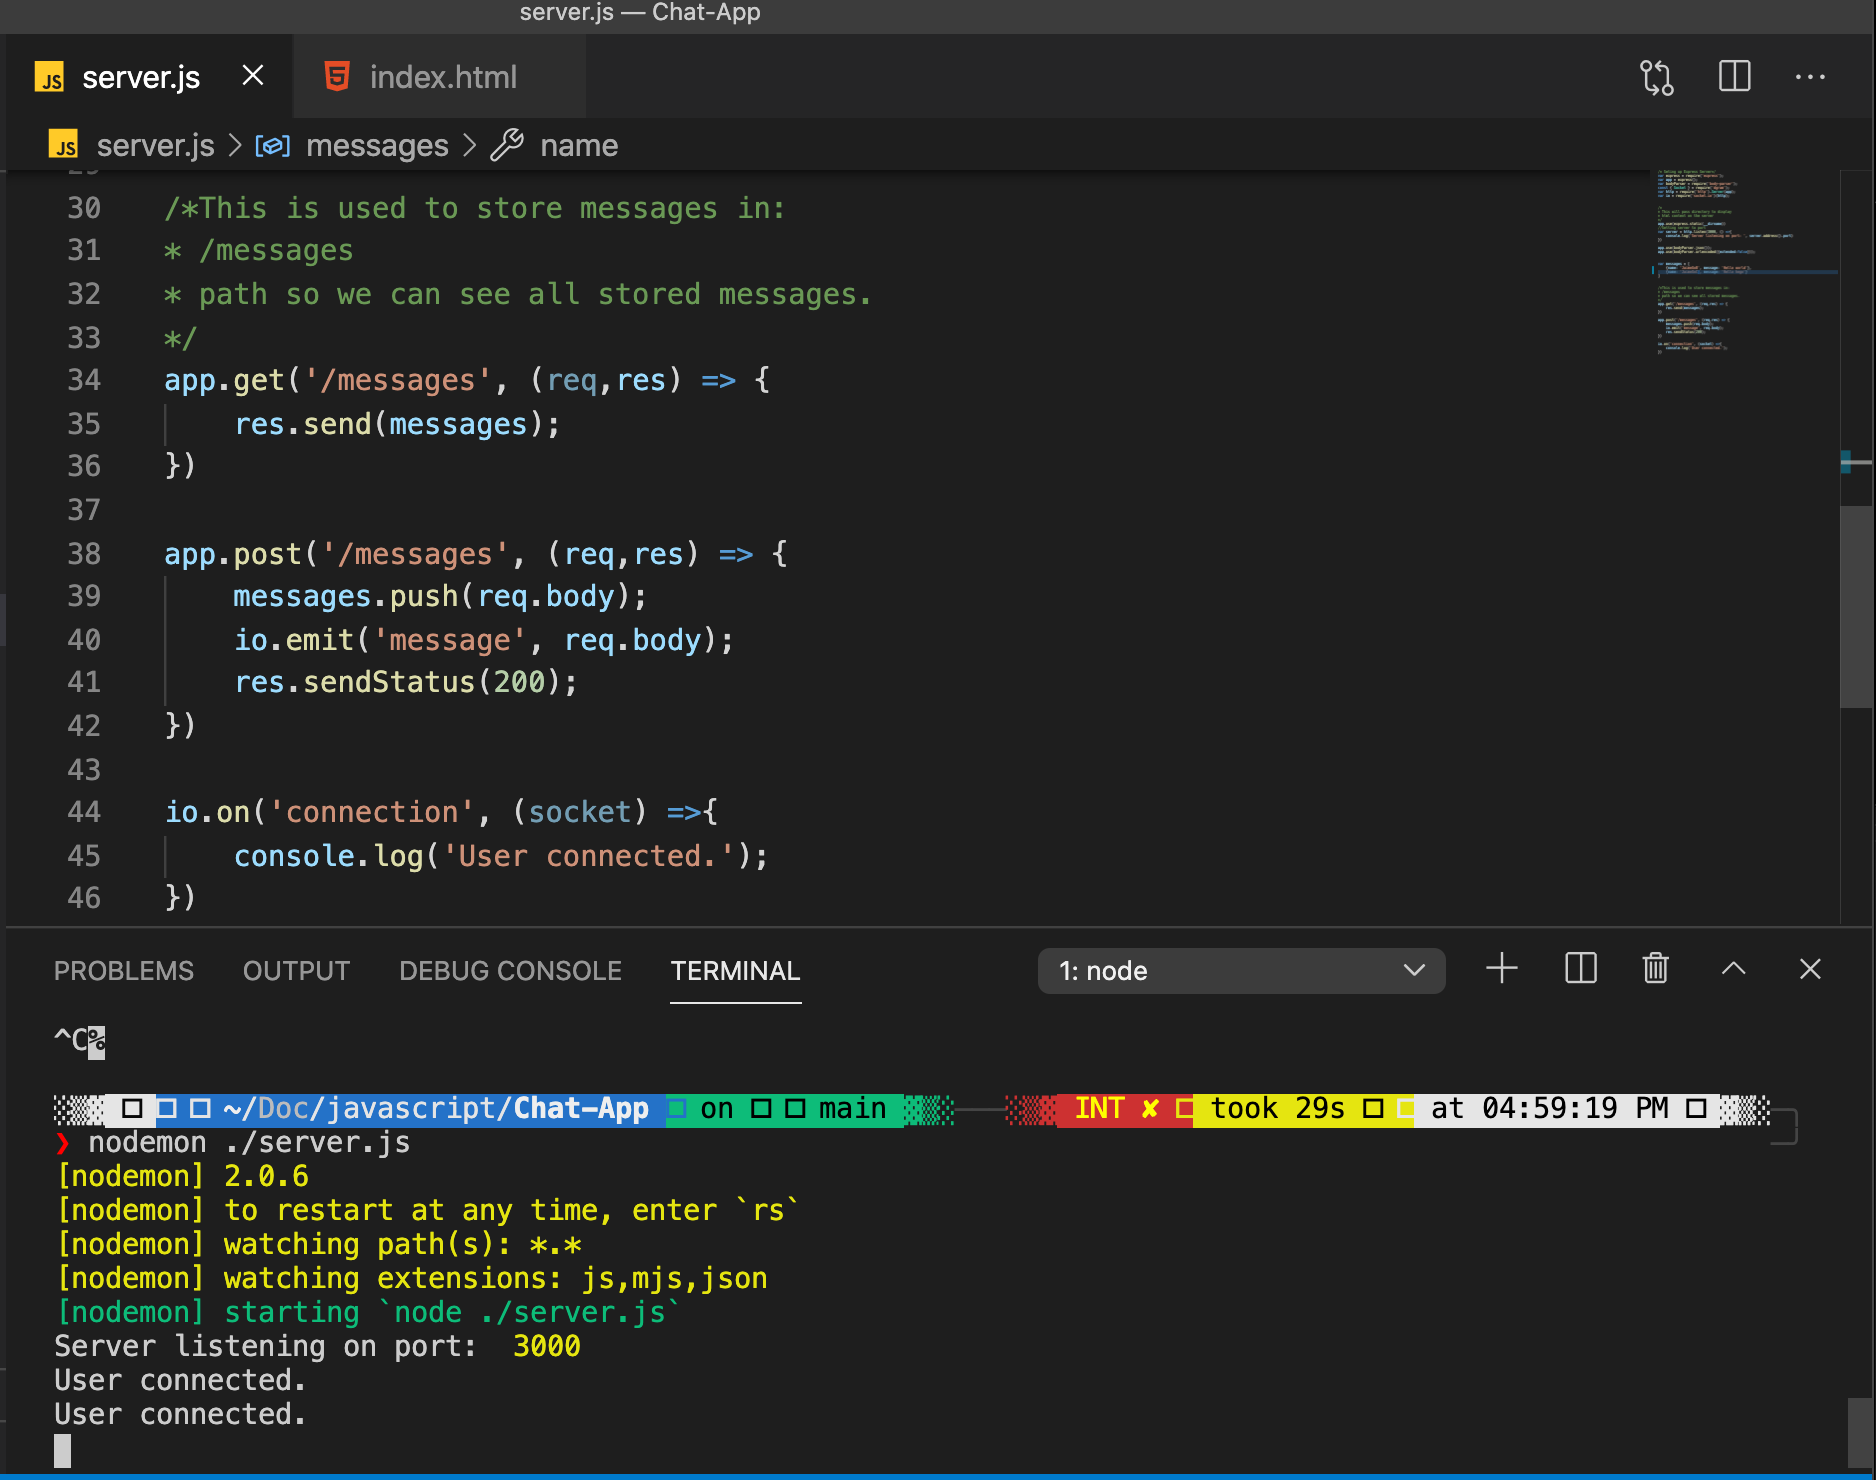 server.js — Chat-App
server.js index.html
server.js > messages > name
30 /*This is used to store messages in:
31 * /messages
32 * path so we can see all stored messages.
33 */
34 app.get('/messages', (req,res) => {
35 res.send(messages);
36 })
37
38 app.post('/messages', (req,res) => {
39 messages.push(req.body);
40 io.emit('message', req.body);
41 res.sendStatus(200);
42 })
43
44 io.on('connection', (socket) =>{
45 console.log('User connected.');
46 })
PROBLEMS OUTPUT DEBUG CONSOLE TERMINAL 1: node
^C%
~/Doc/javascript/Chat-App on main INT ✘ took 29s at 04:59:19 PM
❯ nodemon ./server.js
[nodemon] 2.0.6
[nodemon] to restart at any time, enter `rs`
[nodemon] watching path(s): *.*
[nodemon] watching extensions: js,mjs,json
[nodemon] starting `node ./server.js`
Server listening on port:  3000
User connected.
User connected.